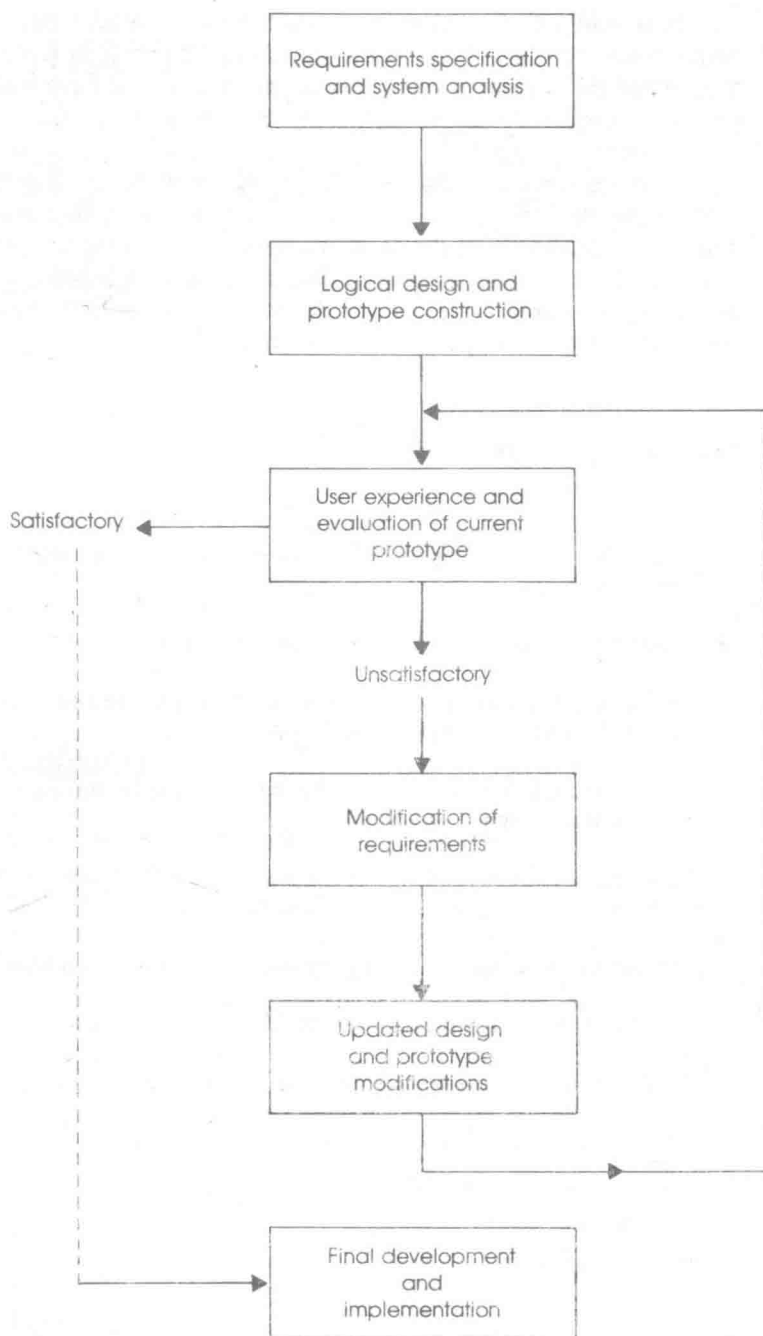 Requirements specification
and system analysis
Logical design and
prototype construction
User experience and
evaluation of current
prototype
Satisfactory
Unsatisfactory
Modification of
requirements
Updated design
and prototype
modifications
Final development
and
implementation